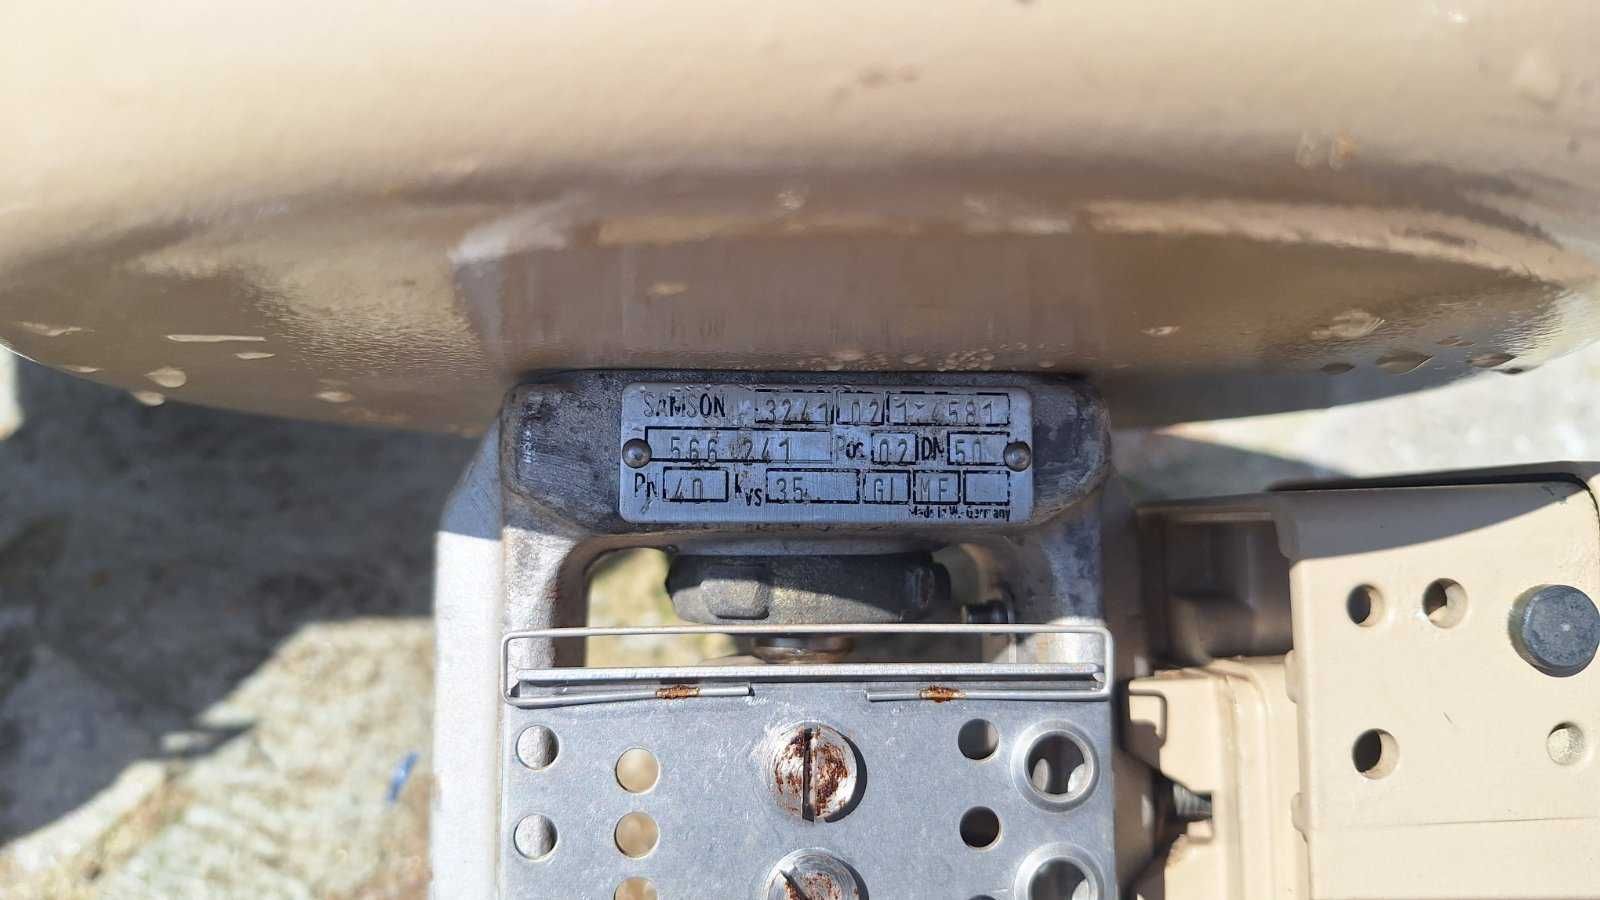 SAMSON 3241 02 1.4581
566 241 Pos 02 DN 50
PN 40 Kvs 35 GL ME
Made in W.-Germany